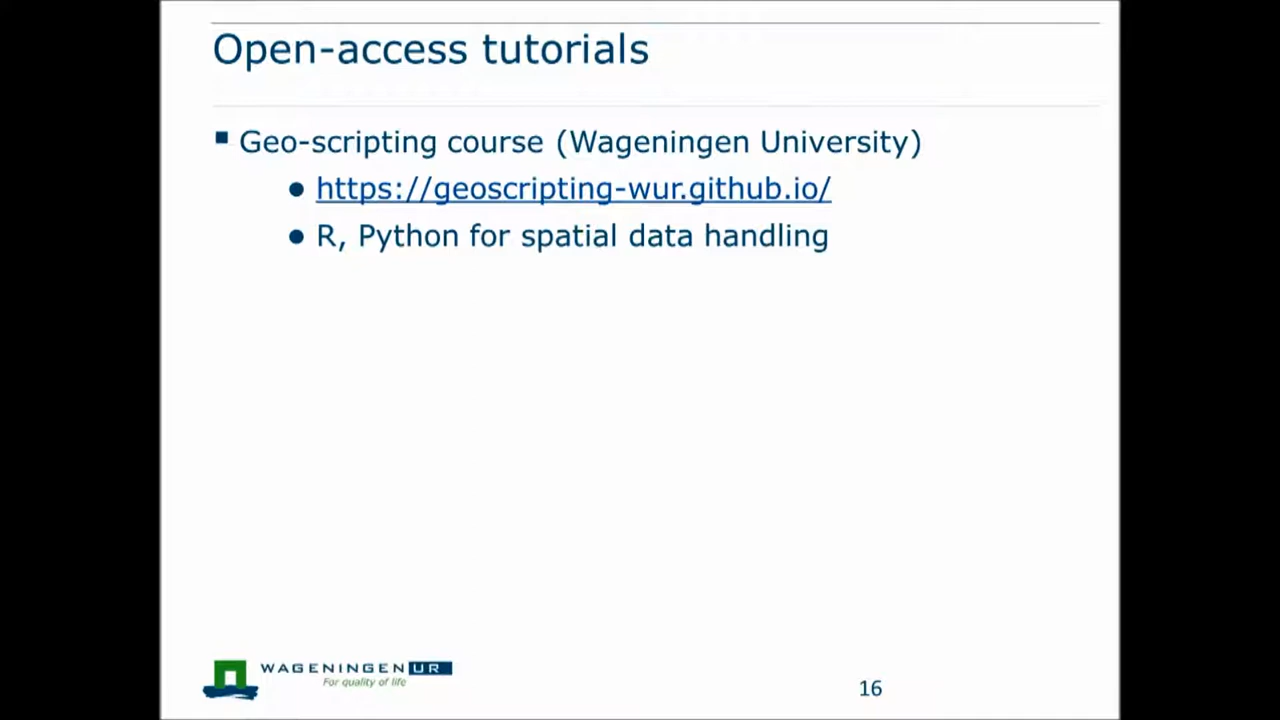 Open-access tutorials
Geo-scripting course (Wageningen University)
https://geoscripting-wur.github.io/
R, Python for spatial data handling
WAGENINGEN UR
For quality of life
16